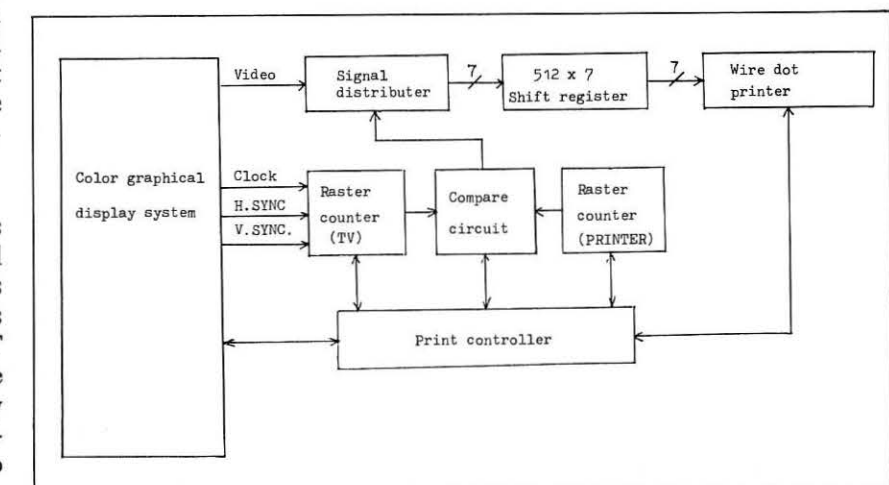 Color graphical
display system
Video
Signal
distributer
7
512 x 7
Shift register
7
Wire dot
printer
Clock
H.SYNC
V.SYNC.
Raster
counter
(TV)
Compare
circuit
Raster
counter
(PRINTER)
Print controller